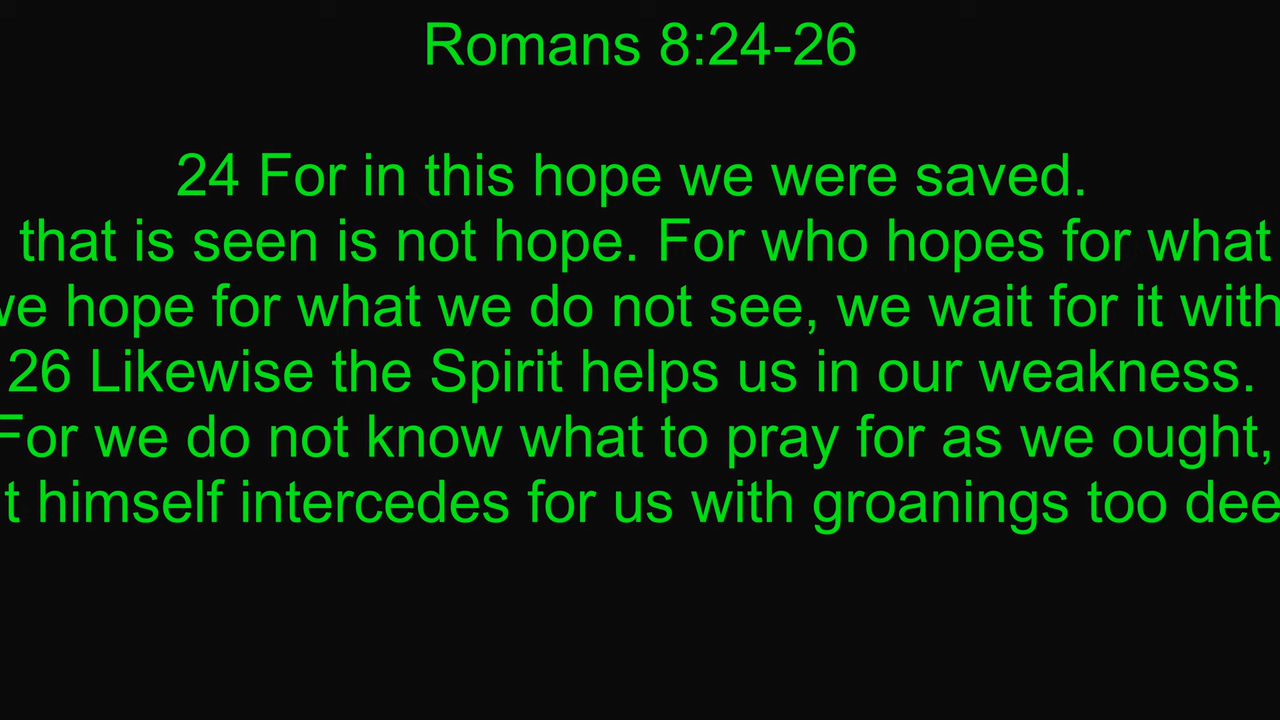 Romans 8:24-26
24 For in this hope we were saved.
that is seen is not hope. For who hopes for what
we hope for what we do not see, we wait for it with
26 Likewise the Spirit helps us in our weakness.
For we do not know what to pray for as we ought,
t himself intercedes for us with groanings too dee